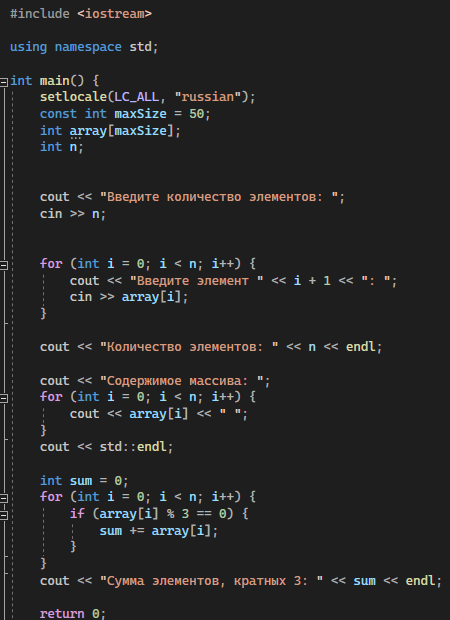 #include <iostream>
using namespace std;
int main() {
setlocale(LC_ALL, "russian");
const int maxSize = 50;
int array[maxSize];
int n;
cout << "Введите количество элементов: ";
cin >> n;
for (int i = 0; i < n; i++) {
cout << "Введите элемент " << i + 1 << ": ";
cin >> array[i];
}
cout << "Количество элементов: " << n << endl;
cout << "Содержимое массива: ";
for (int i = 0; i < n; i++) {
cout << array[i] << " ";
}
cout << std::endl;
int sum = 0;
for (int i = 0; i < n; i++) {
if (array[i] % 3 == 0) {
sum += array[i];
}
}
cout << "Сумма элементов, кратных 3: " << sum << endl;
return 0;